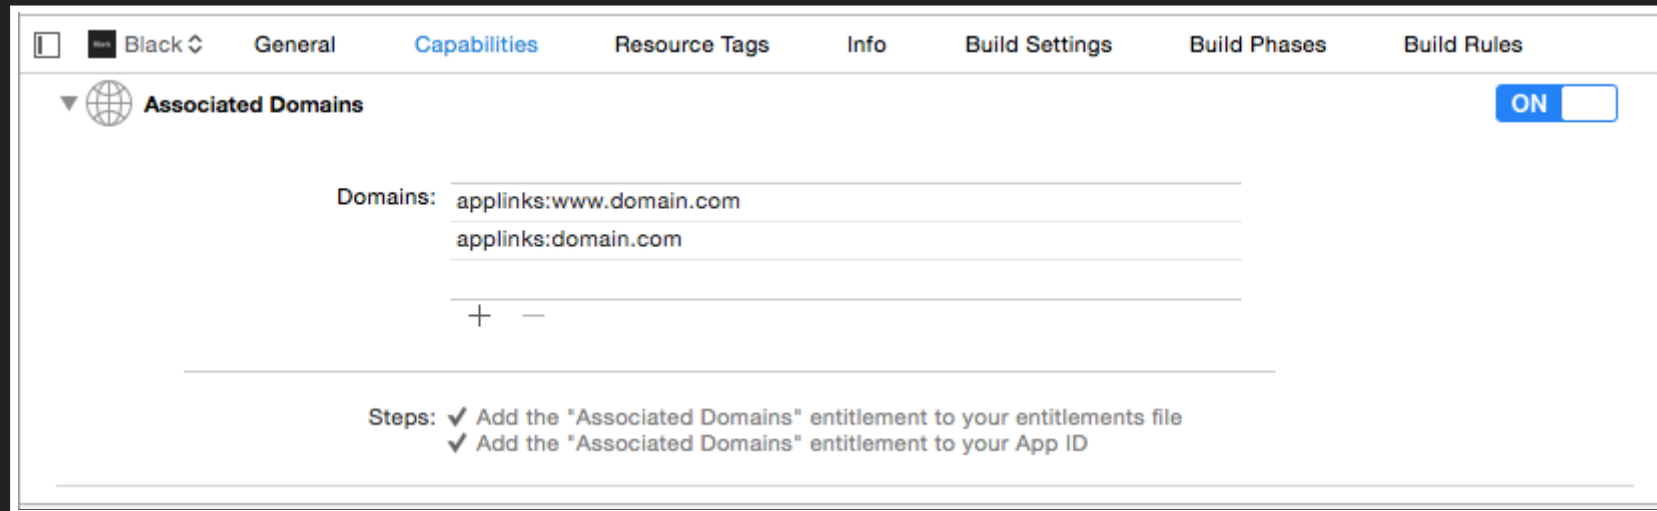 Black General Capabilities Resource Tags Info Build Settings Build Phases Build Rules
Associated Domains ON
Domains: applinks:www.domain.com
applinks:domain.com
Steps: ✓ Add the "Associated Domains" entitlement to your entitlements file
✓ Add the "Associated Domains" entitlement to your App ID